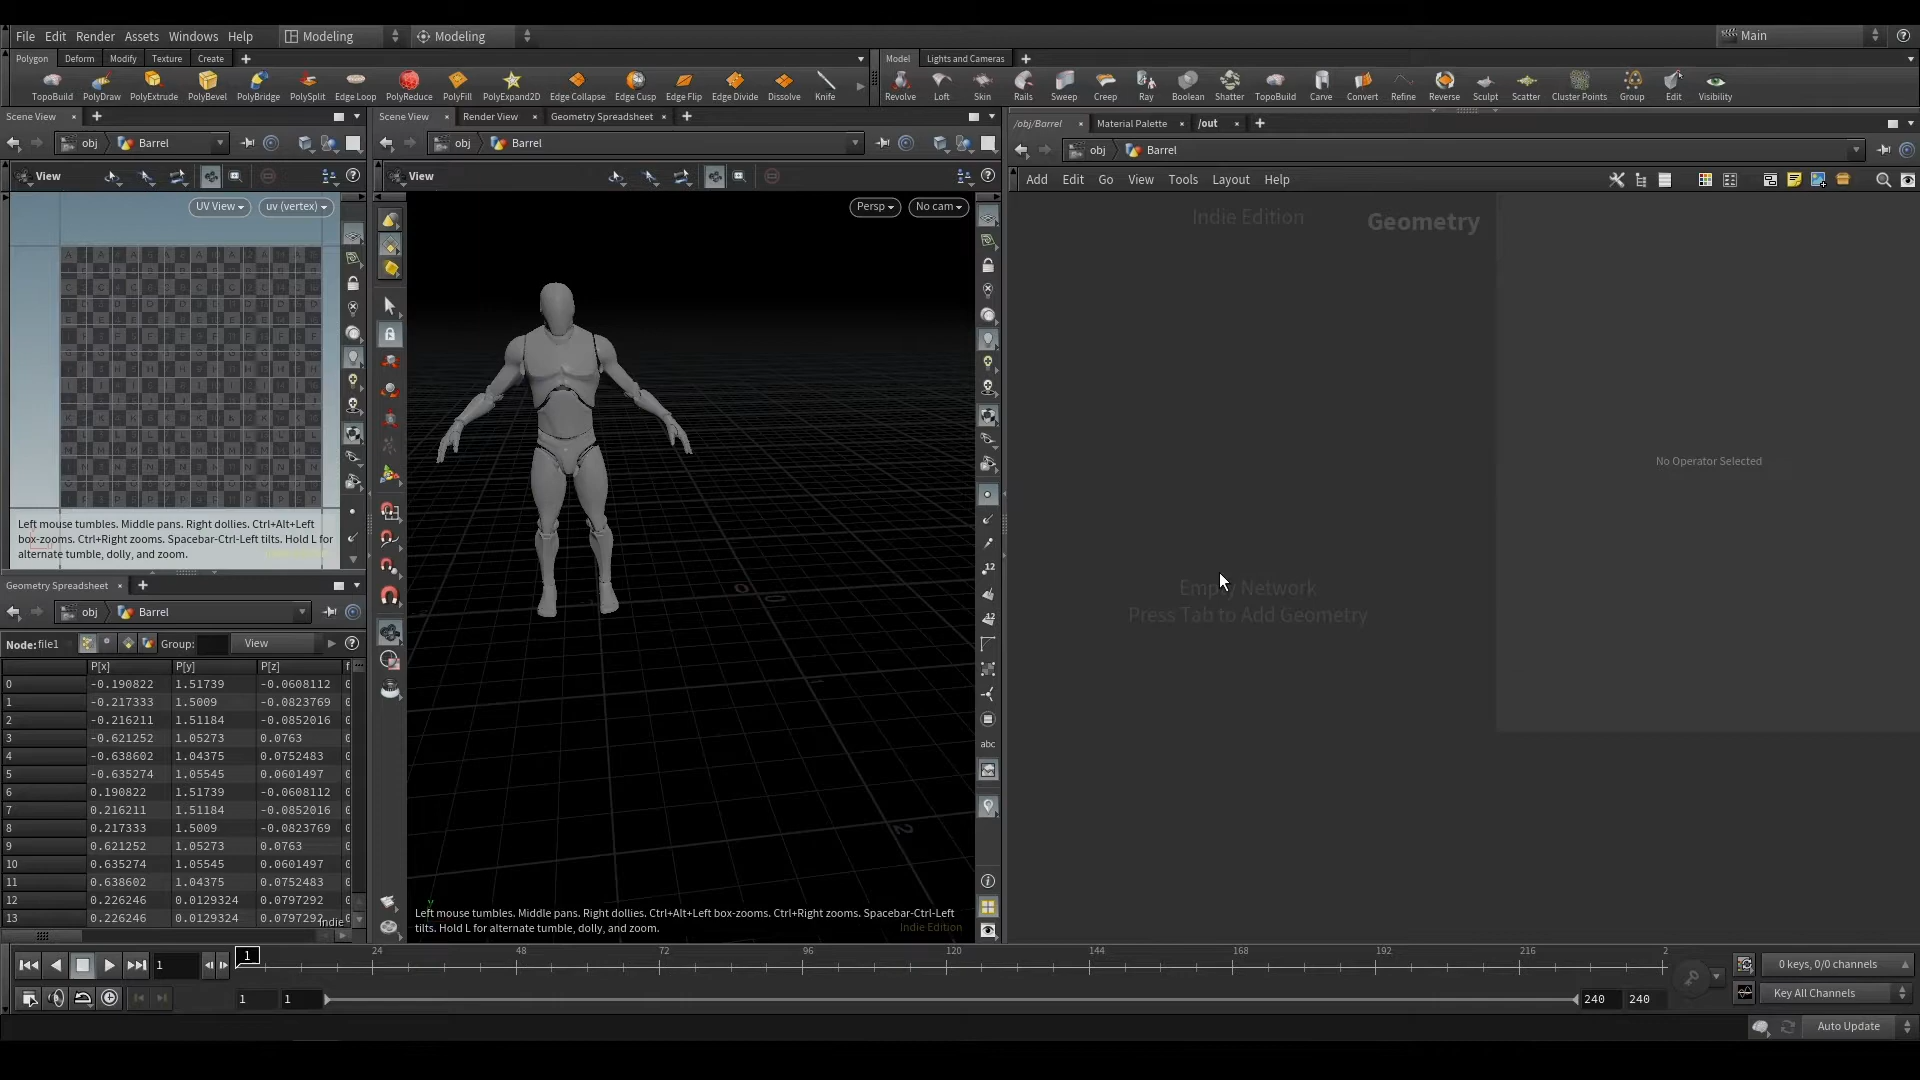 File Edit Render Assets Windows Help Modeling Modeling Main
Polygon Deform Modify Texture Create
TopoBuild PolyDraw PolyExtrude PolyBevel PolyBridge PolySplit Edge Loop PolyReduce PolyFill PolyExpand2D Edge Collapse Edge Cusp Edge Flip Edge Divide Dissolve Knife
Model Lights and Cameras
Revolve Loft Skin Rails Sweep Creep Ray Boolean Shatter TopoBuild Carve Convert Refine Reverse Sculpt Scatter Cluster Points Group Edit Visibility
Scene View
obj Barrel
View
UV View uv (vertex)
Left mouse tumbles. Middle pans. Right dollies. Ctrl+Alt+Left
box-zooms. Ctrl+Right zooms. Spacebar-Ctrl-Left tilts. Hold L for
alternate tumble, dolly, and zoom.
Geometry Spreadsheet
obj Barrel
Node: file1 Group: View
P[x] P[y] P[z]
0 -0.190822 1.51739 -0.0608112
1 -0.217333 1.5009 -0.0823769
2 -0.216211 1.51184 -0.0852016
3 -0.621252 1.05273 0.0763
4 -0.638602 1.04375 0.0752483
5 -0.635274 1.05545 0.0601497
6 0.190822 1.51739 -0.0608112
7 0.216211 1.51184 -0.0852016
8 0.217333 1.5009 -0.0823769
9 0.621252 1.05273 0.0763
10 0.635274 1.05545 0.0601497
11 0.638602 1.04375 0.0752483
12 0.226246 0.0129324 0.0797292
13 0.226246 0.0129324 0.0797292
Indie
Scene View Render View Geometry Spreadsheet
obj Barrel
View
Persp No cam
12
12
abc
2
Left mouse tumbles. Middle pans. Right dollies. Ctrl+Alt+Left box-zooms. Ctrl+Right zooms. Spacebar-Ctrl-Left
tilts. Hold L for alternate tumble, dolly, and zoom.
Indie Edition
/obj/Barrel Material Palette /out
obj Barrel
Add Edit Go View Tools Layout Help
Indie Edition
Geometry
No Operator Selected
Empty Network
Press Tab to Add Geometry
1 1 24 48 72 96 120 144 168 192 216 2
0 keys, 0/0 channels
1 1 240 240
Key All Channels
Auto Update